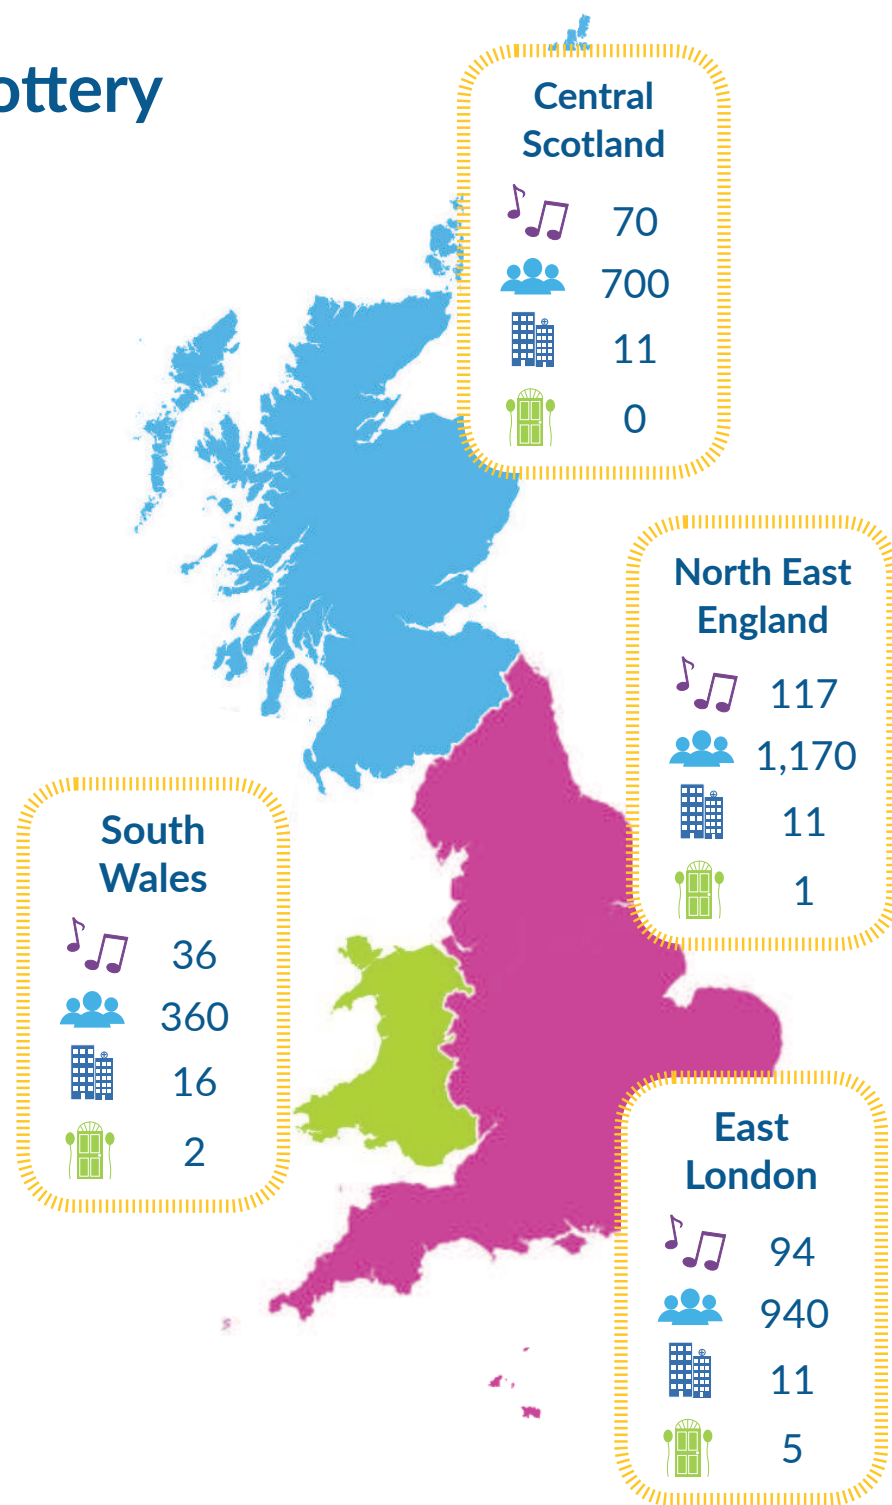 ottery
Central
Scotland
70
700
11
0
North East
England
117
1,170
11
1
South
Wales
36
360
16
2
East
London
94
940
11
5